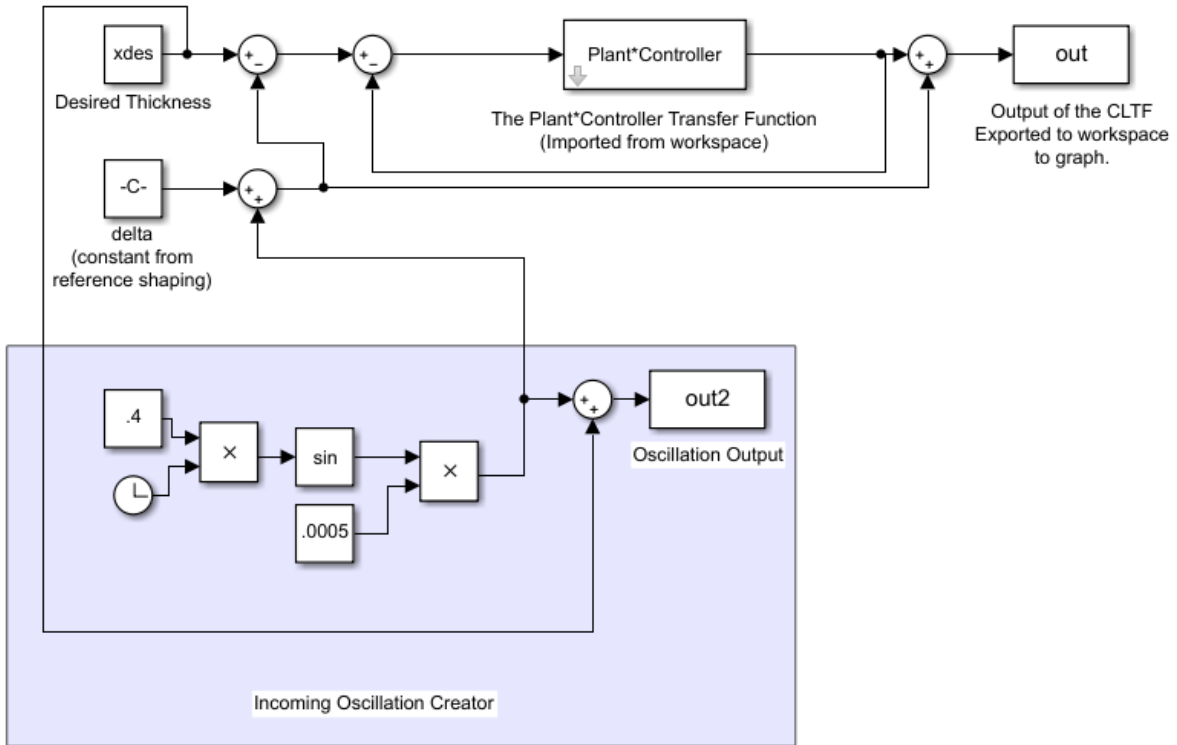 xdes
Desired Thickness
Plant*Controller
The Plant*Controller Transfer Function
(Imported from workspace)
out
Output of the CLTF
Exported to workspace
to graph.
-C-
delta
(constant from
reference shaping)
.4
×
sin
.0005
×
out2
Oscillation Output
Incoming Oscillation Creator